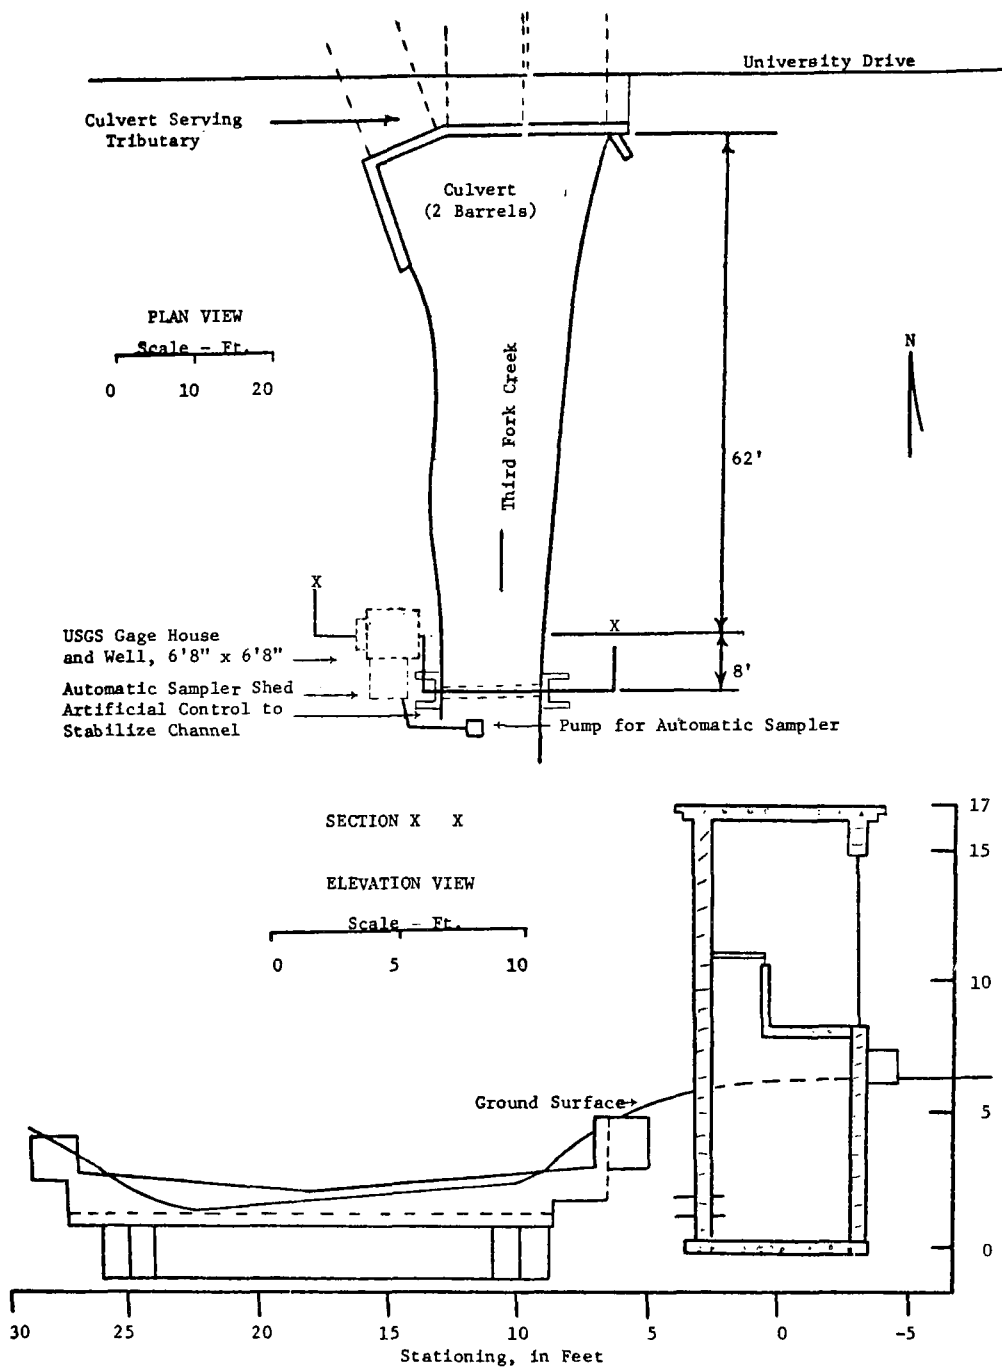 University Drive
Culvert Serving
Tributary
Culvert
(2 Barrels)
PLAN VIEW
Scale - Ft.
0 10 20
Third Fork Creek
N
62'
X
X
USGS Gage House
and Well, 6'8" x 6'8"
8'
Automatic Sampler Shed
Artificial Control to
Stabilize Channel
Pump for Automatic Sampler
SECTION X X
17
15
ELEVATION VIEW
Scale - Ft.
0 5 10
10
Ground Surface
5
0
30 25 20 15 10 5 0 -5
Stationing, in Feet